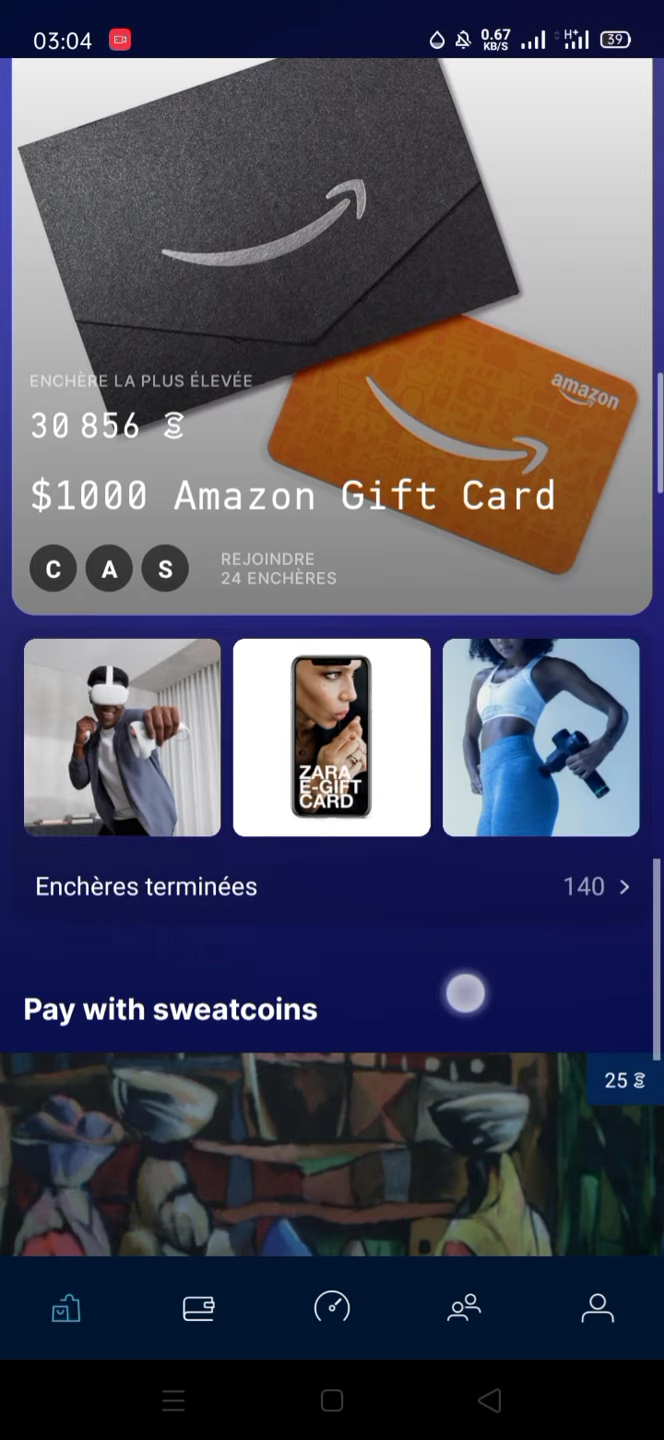 03:04
0.67
KB/S
H+
39
amazon
ENCHÈRE LA PLUS ÉLEVÉE
30 856
$1000 Amazon Gift Card
C A S
REJOINDRE
24 ENCHÈRES
ZARA
E-GIFT
CARD
Enchères terminées 140
Pay with sweatcoins
25